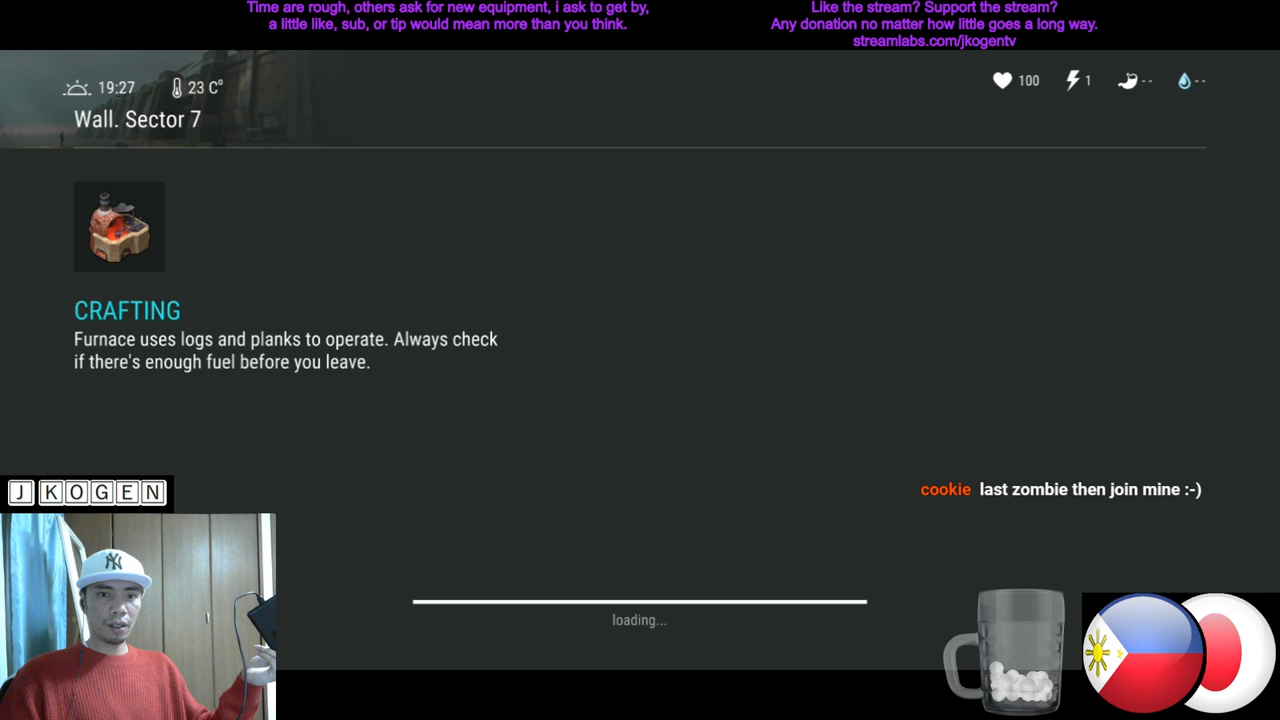 Time are rough, others ask for new equipment, i ask to get by,
a little like, sub, or tip would mean more than you think.
Like the stream? Support the stream?
Any donation no matter how little goes a long way.
streamlabs.com/jkogentv
19:27
23 C°
Wall. Sector 7
100
1
--
--
CRAFTING
Furnace uses logs and planks to operate. Always check
if there's enough fuel before you leave.
J KOGEN
cookie last zombie then join mine :-)
NY
loading...